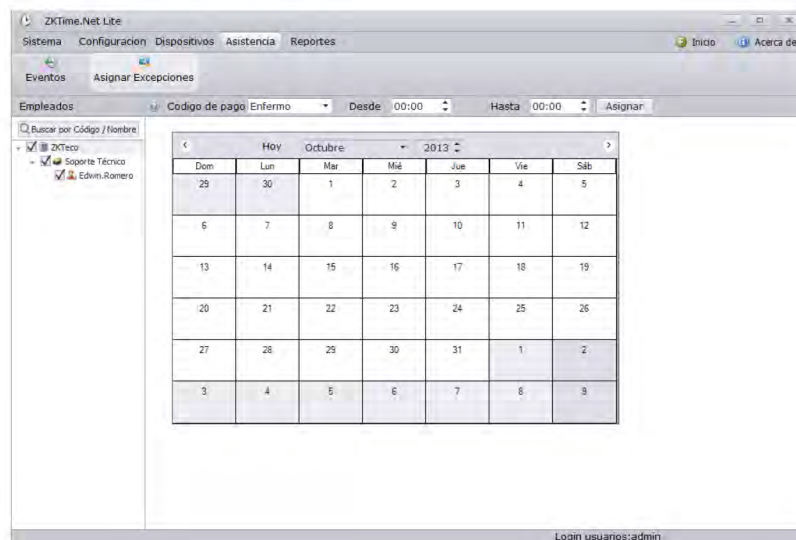 ZKTime.Net Lite
Sistema Configuracion Dispositivos Asistencia Reportes Inicio Acerca de
Eventos Asignar Excepciones
Empleados Codigo de pago Enfermo Desde 00:00 Hasta 00:00 Asignar
Buscar por Código / Nombre
ZKTeco
Soporte Técnico
Edwin.Romero
Hoy Octubre 2013
Dom Lun Mar Mié Jue Vie Sáb
29 30 1 2 3 4 5
6 7 8 9 10 11 12
13 14 15 16 17 18 19
20 21 22 23 24 25 26
27 28 29 30 31 1 2
3 4 5 6 7 8 9
Login usuarios:admin